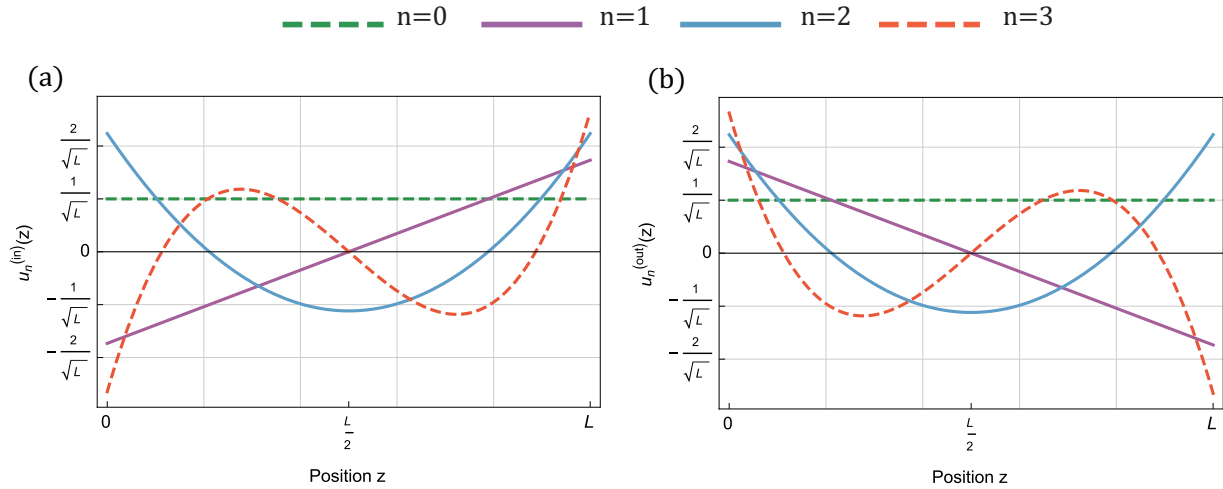 n=0 n=1 n=2 n=3
(a)
u_n^(in)(z)
2/√L
1/√L
0
-1/√L
-2/√L
0 L/2 L
Position z
(b)
u_n^(out)(z)
2/√L
1/√L
0
-1/√L
-2/√L
0 L/2 L
Position z